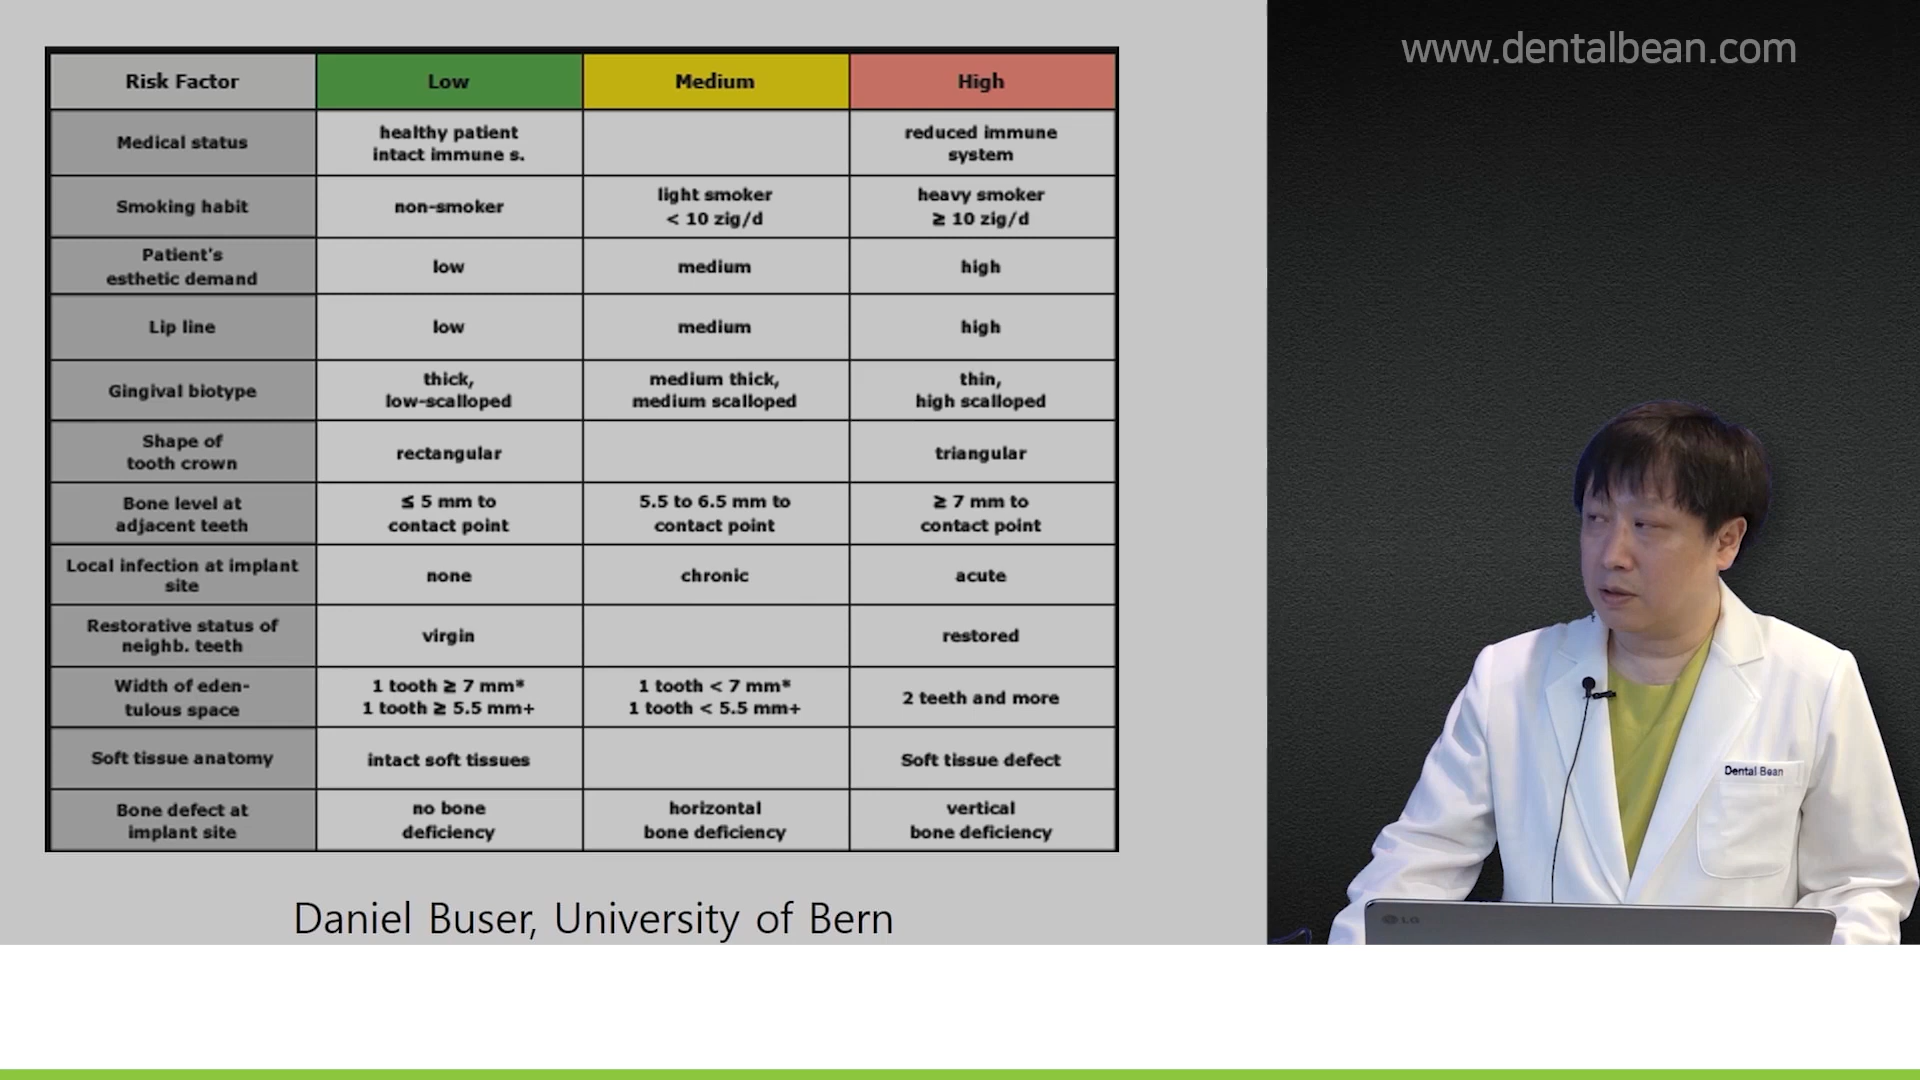 www.dentalbean.com
Risk Factor Low Medium High
Medical status
healthy patient
intact immune s.
reduced immune
system
Smoking habit
non-smoker
light smoker
< 10 zig/d
heavy smoker
≥ 10 zig/d
Patient's
esthetic demand
low
medium
high
Lip line
low
medium
high
Gingival biotype
thick,
low-scalloped
medium thick,
medium scalloped
thin,
high scalloped
Shape of
tooth crown
rectangular
triangular
Bone level at
adjacent teeth
≤ 5 mm to
contact point
5.5 to 6.5 mm to
contact point
≥ 7 mm to
contact point
Local infection at implant
site
none
chronic
acute
Restorative status of
neighb. teeth
virgin
restored
Width of eden-
tulous space
1 tooth ≥ 7 mm*
1 tooth ≥ 5.5 mm+
1 tooth < 7 mm*
1 tooth < 5.5 mm+
2 teeth and more
Soft tissue anatomy
intact soft tissues
Soft tissue defect
Bone defect at
implant site
no bone
deficiency
horizontal
bone deficiency
vertical
bone deficiency
Daniel Buser, University of Bern
Dental Bean
LG